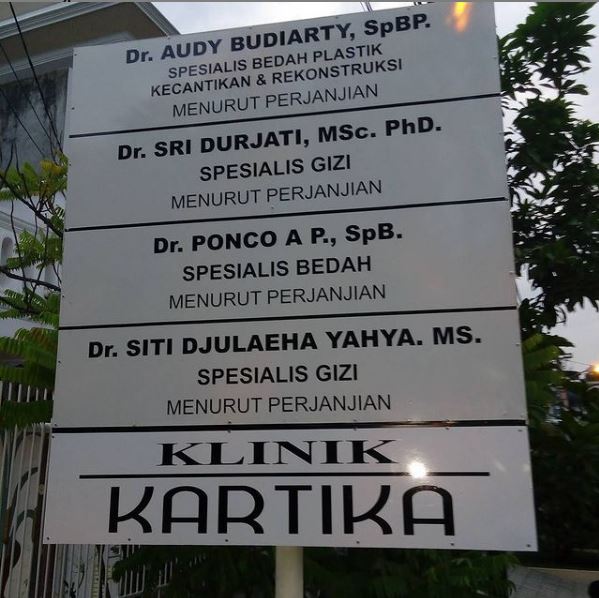 Dr. AUDY BUDIARTY, SpBP.
SPESIALIS BEDAH PLASTIK
KECANTIKAN & REKONSTRUKSI
MENURUT PERJANJIAN
Dr. SRI DURJATI, MSc. PhD.
SPESIALIS GIZI
MENURUT PERJANJIAN
Dr. PONCO A P., SpB.
SPESIALIS BEDAH
MENURUT PERJANJIAN
Dr. SITI DJULAEHA YAHYA. MS.
SPESIALIS GIZI
MENURUT PERJANJIAN
KLINIK
KARTIKA